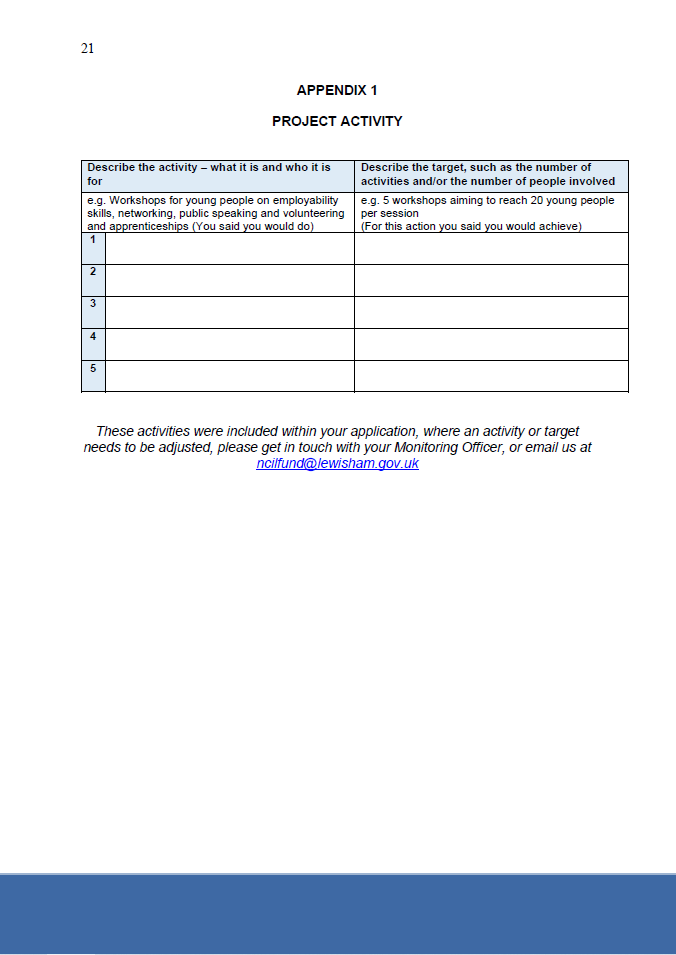 21
APPENDIX 1
PROJECT ACTIVITY
Describe the activity – what it is and who it is
for
Describe the target, such as the number of
activities and/or the number of people involved
e.g. Workshops for young people on employability
skills, networking, public speaking and volunteering
and apprenticeships (You said you would do)
e.g. 5 workshops aiming to reach 20 young people
per session
(For this action you said you would achieve)
1
2
3
4
5
These activities were included within your application, where an activity or target
needs to be adjusted, please get in touch with your Monitoring Officer, or email us at
ncilfund@lewisham.gov.uk